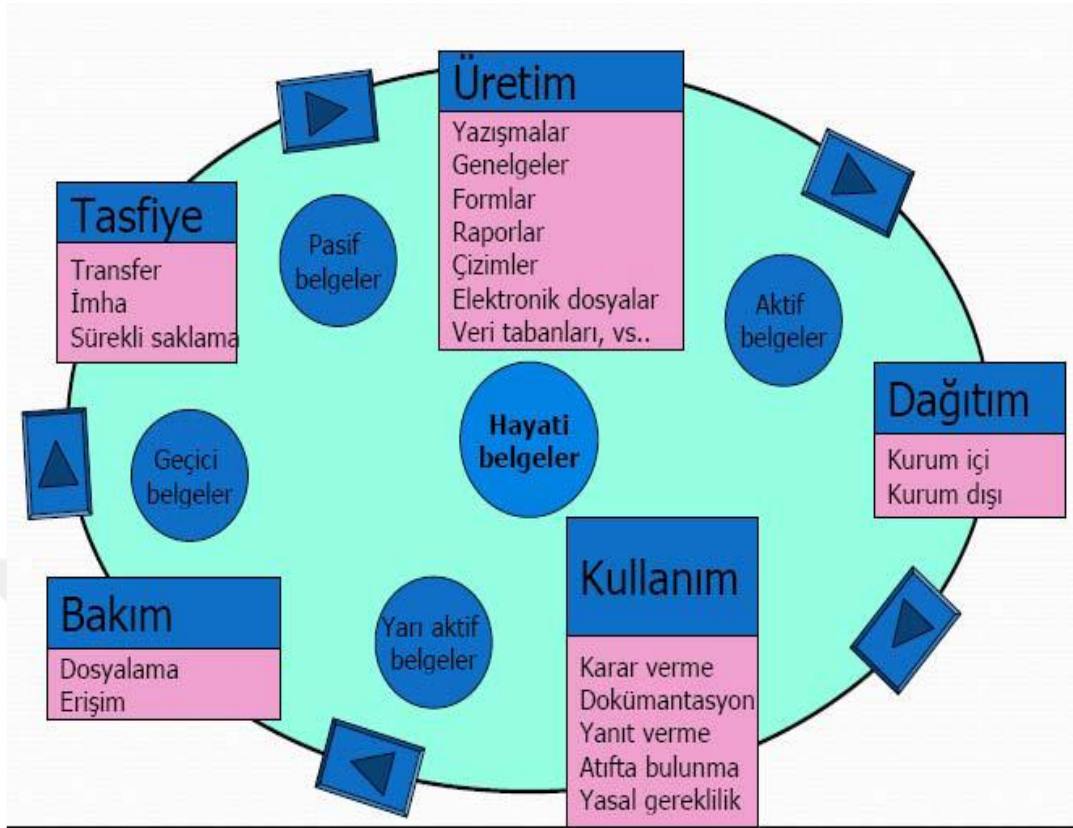 Üretim
Yazışmalar
Genelgeler
Formlar
Raporlar
Çizimler
Elektronik dosyalar
Veri tabanları, vs..
Tasfiye
Transfer
İmha
Sürekli saklama
Pasif
belgeler
Aktif
belgeler
Dağıtım
Kurum içi
Kurum dışı
Hayati
belgeler
Geçici
belgeler
Kullanım
Karar verme
Dokümantasyon
Yanıt verme
Atıfta bulunma
Yasal gereklilik
Yarı aktif
belgeler
Bakım
Dosyalama
Erişim